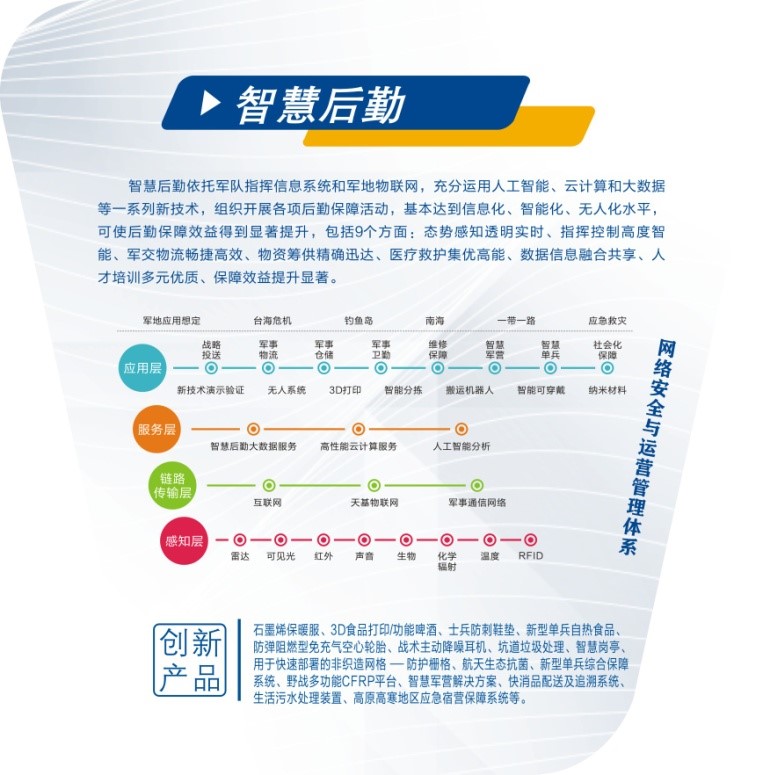 智慧后勤
智慧后勤依托军队指挥信息系统和军地物联网，充分运用人工智能、云计算和大数据
等一系列新技术，组织开展各项后勤保障活动，基本达到信息化、智能化、无人化水平，
可使后勤保障效益得到显著提升，包括9个方面；态势感知透明实时、指挥控制高度智
能、军交物流畅捷高效、物资筹供精确迅达、医疗救护集优高能、数据信息融合共享、人
才培训多元优质、保障效益提升显著。
军地应用想定 台海危机 钓鱼岛 南海 一带一路 应急救灾
战略 军事 军事 军事 维修 智慧 智慧 社会化
投送 物流 仓储 卫勤 保障 军营 单兵 保障
应用层
新技术演示验证 无人系统 3D打印 智能分拣 搬运机器人 智能可穿戴 纳米材料
服务层
智慧后勤大数据服务 高性能云计算服务 人工智能分析
链路
传输层
互联网 天基物联网 军事通信网络
感知层
雷达 可见光 红外 声音 生物 化学 温度 RFID
辐射
网络安全与运营管理体系
创新
产品
石墨烯保暖服、3D食品打印/功能啤酒、士兵防刺鞋垫、新型单兵自热食品、
防弹阻燃型免充气空心轮胎、战术主动降噪耳机、坑道垃圾处理、智慧岗亭、
用于快速部署的非织造网格 — 防护栅格、航天生态抗菌、新型单兵综合保障
系统、野战多功能CFRP平台、智慧军营解决方案、快消品配送及追溯系统、
生活污水处理装置、高原高寒地区应急宿营保障系统等。